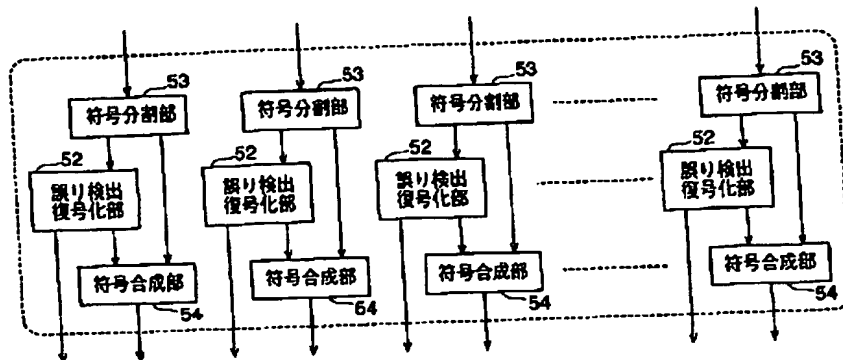 53
符号分割部
52
誤り検出
復号化部
符号合成部
54
53
符号分割部
52
誤り検出
復号化部
符号合成部
54
53
符号分割部
52
誤り検出
復号化部
符号合成部
54
53
符号分割部
52
誤り検出
復号化部
符号合成部
54